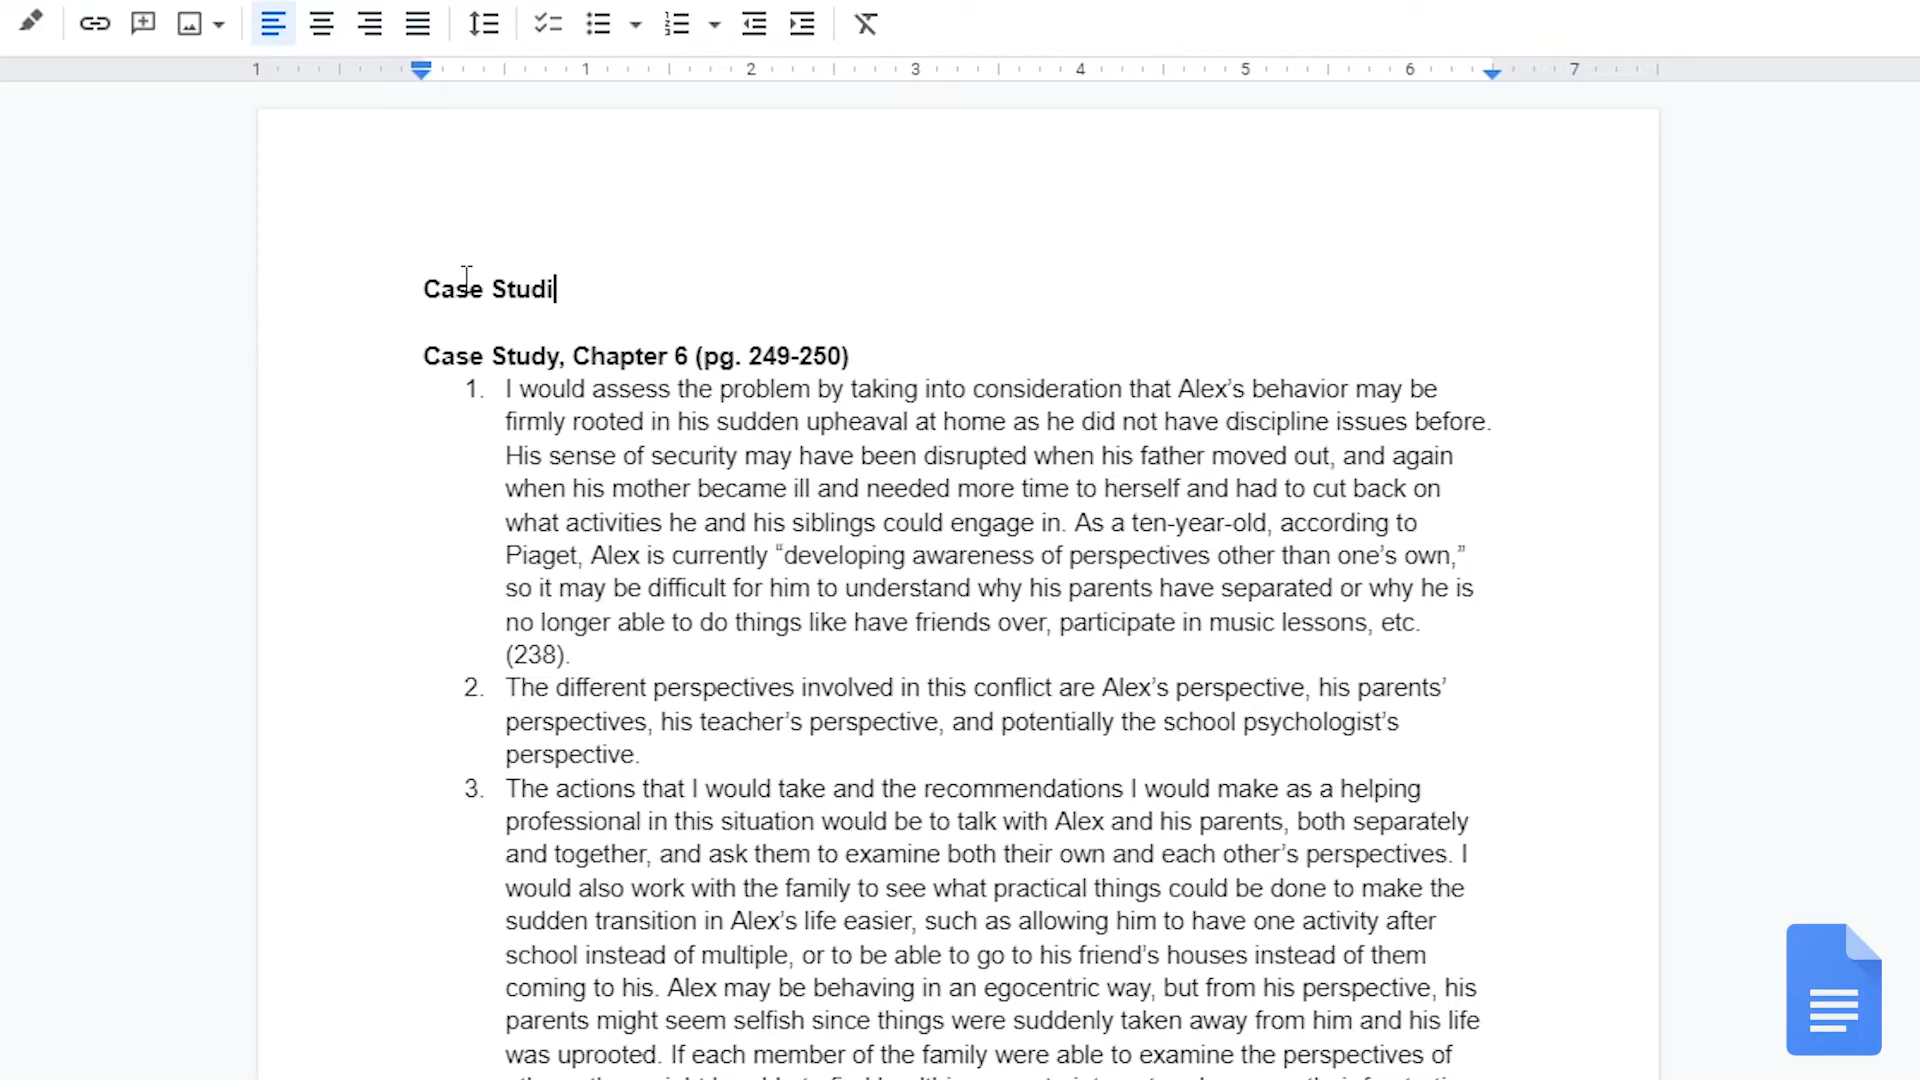 1 1 2 3 4 5 6 7
Case Studi
Case Study, Chapter 6 (pg. 249-250)
1. I would assess the problem by taking into consideration that Alex’s behavior may be
firmly rooted in his sudden upheaval at home as he did not have discipline issues before.
His sense of security may have been disrupted when his father moved out, and again
when his mother became ill and needed more time to herself and had to cut back on
what activities he and his siblings could engage in. As a ten-year-old, according to
Piaget, Alex is currently “developing awareness of perspectives other than one’s own,”
so it may be difficult for him to understand why his parents have separated or why he is
no longer able to do things like have friends over, participate in music lessons, etc.
(238).
2. The different perspectives involved in this conflict are Alex’s perspective, his parents’
perspectives, his teacher’s perspective, and potentially the school psychologist’s
perspective.
3. The actions that I would take and the recommendations I would make as a helping
professional in this situation would be to talk with Alex and his parents, both separately
and together, and ask them to examine both their own and each other’s perspectives. I
would also work with the family to see what practical things could be done to make the
sudden transition in Alex’s life easier, such as allowing him to have one activity after
school instead of multiple, or to be able to go to his friend’s houses instead of them
coming to his. Alex may be behaving in an egocentric way, but from his perspective, his
parents might seem selfish since things were suddenly taken away from him and his life
was uprooted. If each member of the family were able to examine the perspectives of